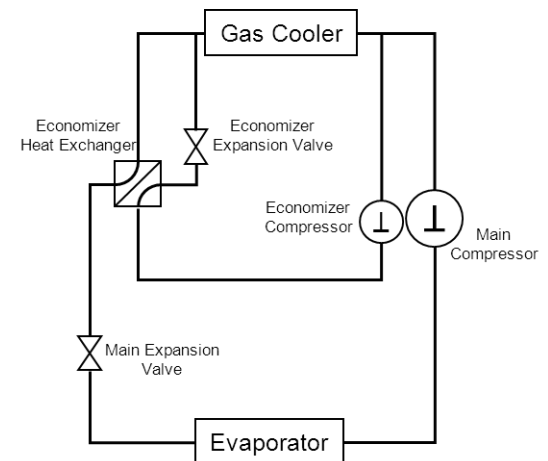 Gas Cooler
Economizer
Heat Exchanger
Economizer
Expansion Valve
Economizer
Compressor
Main
Compressor
Main Expansion
Valve
Evaporator